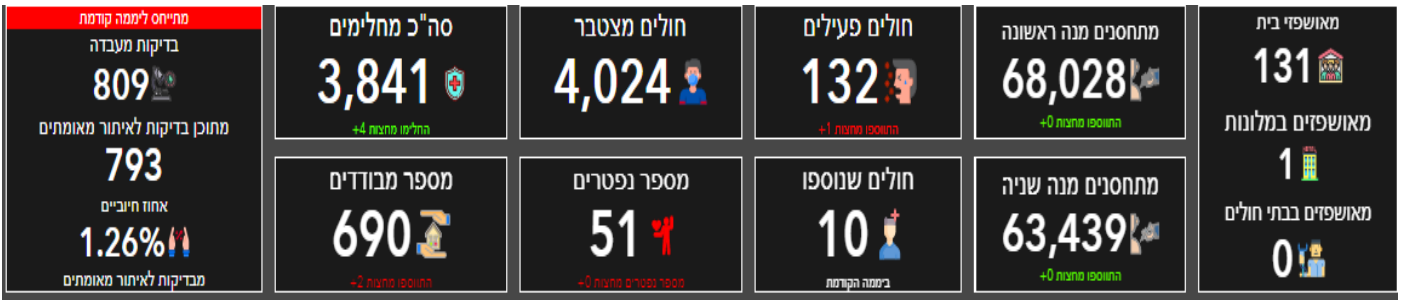 מאושפזי בית
131
מאושפזים במלונות
1
מאושפזים בבתי חולים
0
מתחסנים מנה ראשונה
68,028
התווספו מחצות 0+
מתחסנים מנה שניה
63,439
התווספו מחצות 0+
חולים פעילים
132
התווספו מחצות 1+
חולים שנוספו
10
ביממה הקודמת
חולים מצטבר
4,024
מספר נפטרים
51
מספר נפטרים מחצות 0+
סה"כ מחלימים
3,841
החלימו מחצות 4+
מספר מבודדים
690
התווספו מחצות 2+
מתייחס ליממה קודמת
בדיקות מעבדה
809
מתוכן בדיקות לאיתור מאומתים
793
אחוז חיוביים
1.26%
מבדיקות לאיתור מאומתים